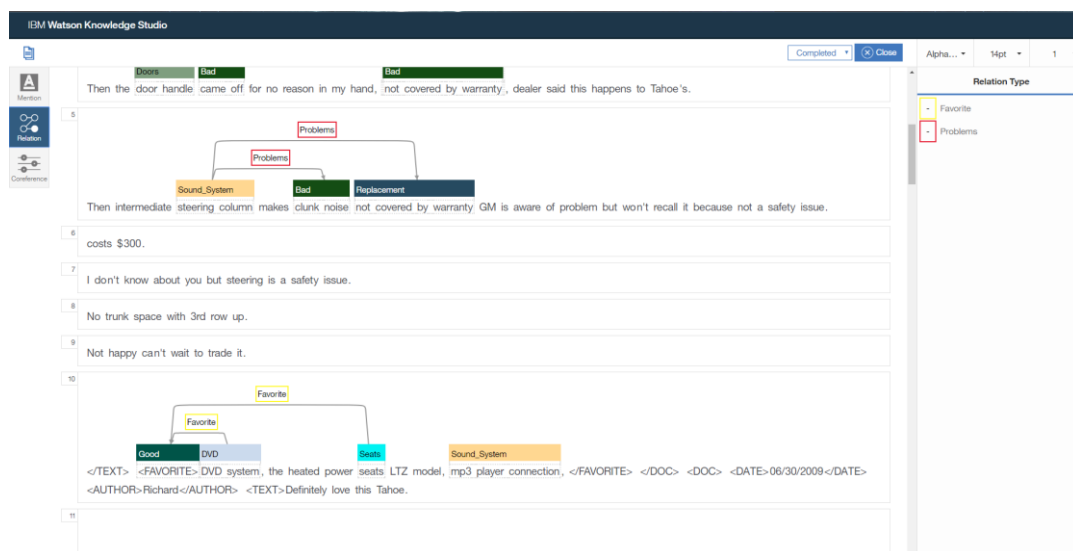 IBM Watson Knowledge Studio
Completed
Close
Alpha...
14pt
1
Mention
Relation
Coreference
Relation Type
- Favorite
- Problems
Doors Bad Bad
Then the door handle came off for no reason in my hand, not covered by warranty, dealer said this happens to Tahoe's.
5
Problems
Problems
Sound_System Bad Replacement
Then intermediate steering column makes clunk noise not covered by warranty GM is aware of problem but won't recall it because not a safety issue.
6
costs $300.
7
I don't know about you but steering is a safety issue.
8
No trunk space with 3rd row up.
9
Not happy can't wait to trade it.
10
Favorite
Favorite
Good DVD Seats Sound_System
</TEXT> <FAVORITE> DVD system, the heated power seats LTZ model, mp3 player connection, </FAVORITE> </DOC> <DOC> <DATE>06/30/2009</DATE>
<AUTHOR>Richard</AUTHOR> <TEXT>Definitely love this Tahoe.
11